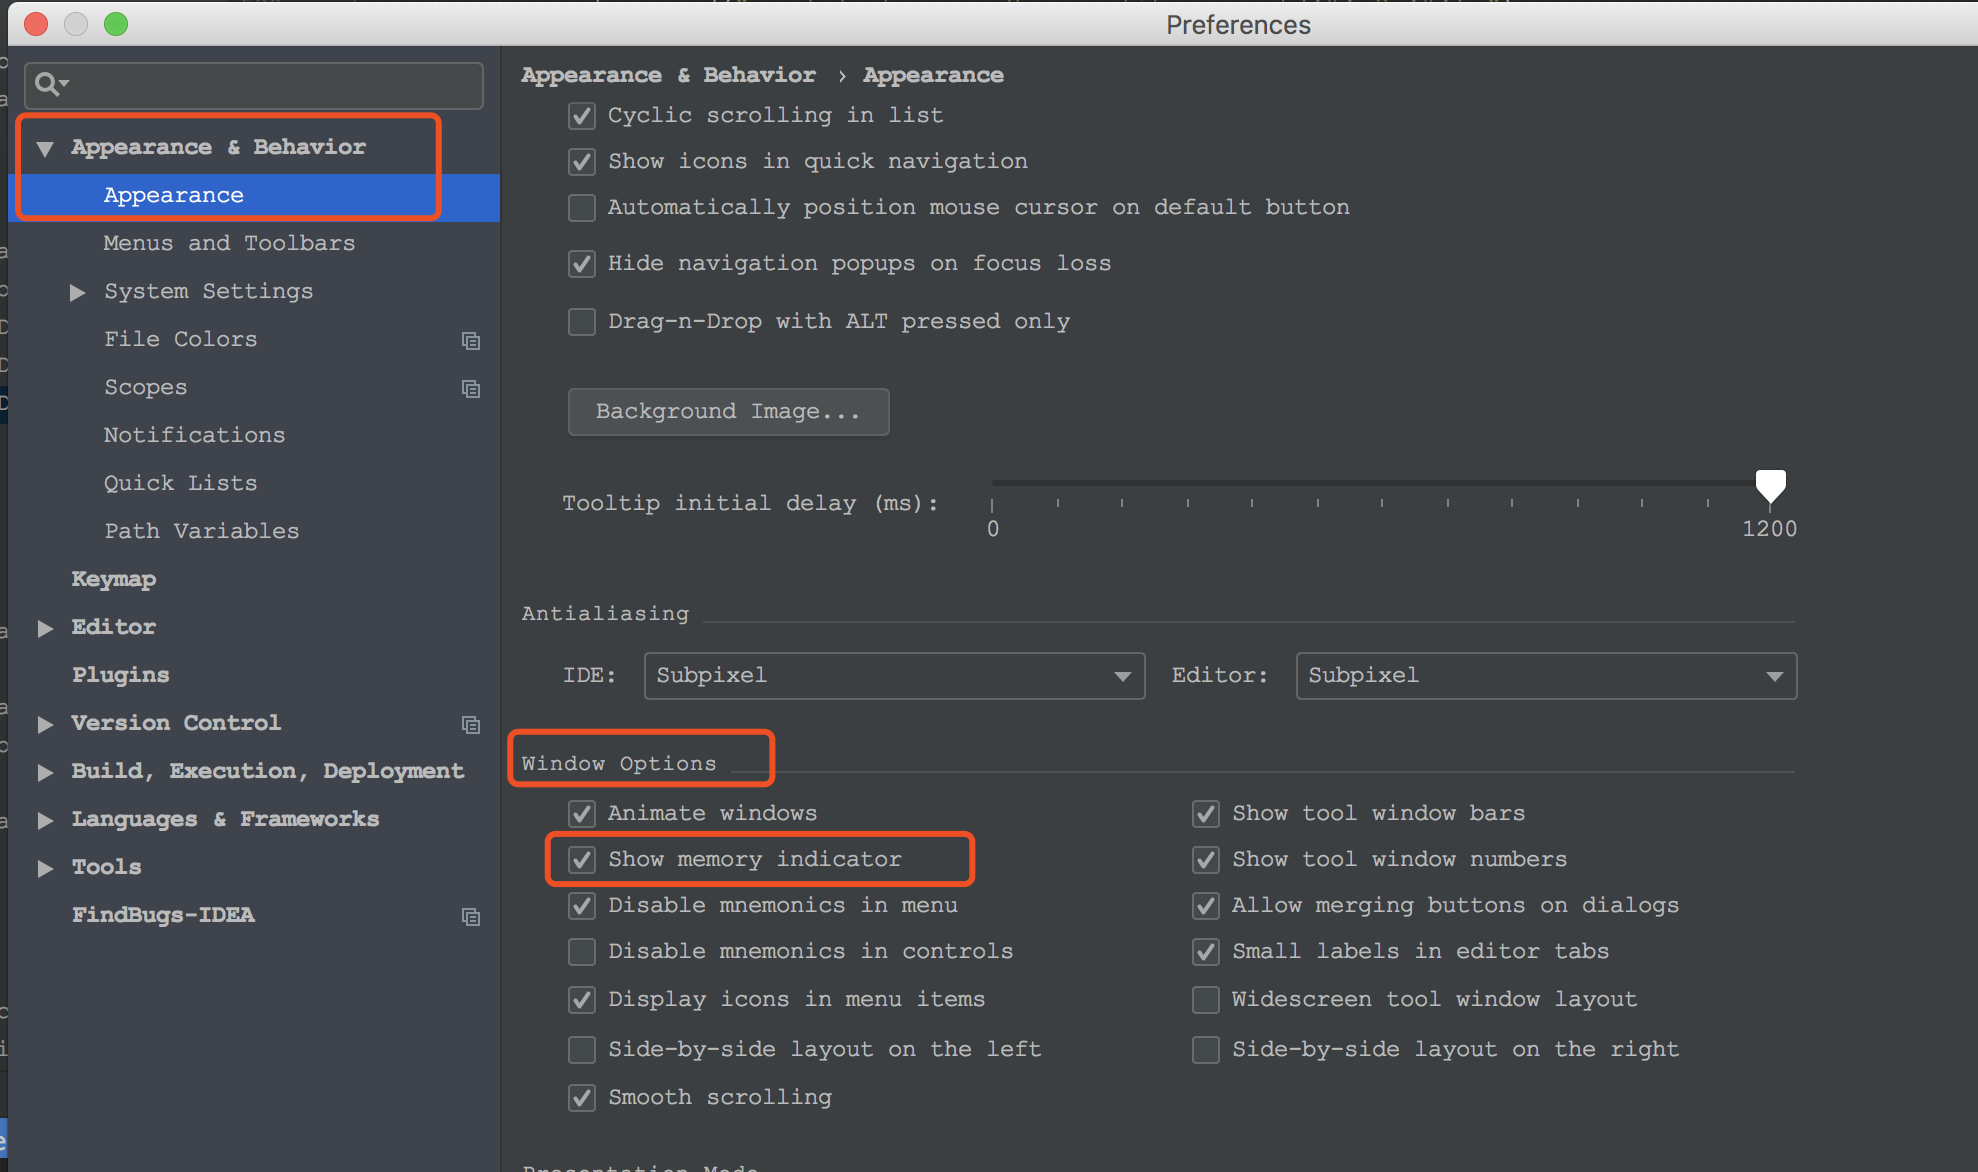 Preferences
Appearance & Behavior
Appearance
Menus and Toolbars
System Settings
File Colors
Scopes
Notifications
Quick Lists
Path Variables
Keymap
Editor
Plugins
Version Control
Build, Execution, Deployment
Languages & Frameworks
Tools
FindBugs-IDEA
Appearance & Behavior › Appearance
Cyclic scrolling in list
Show icons in quick navigation
Automatically position mouse cursor on default button
Hide navigation popups on focus loss
Drag-n-Drop with ALT pressed only
Background Image...
Tooltip initial delay (ms):
0 1200
Antialiasing
IDE: Subpixel Editor: Subpixel
Window Options
Animate windows Show tool window bars
Show memory indicator Show tool window numbers
Disable mnemonics in menu Allow merging buttons on dialogs
Disable mnemonics in controls Small labels in editor tabs
Display icons in menu items Widescreen tool window layout
Side-by-side layout on the left Side-by-side layout on the right
Smooth scrolling
Presentation Mode